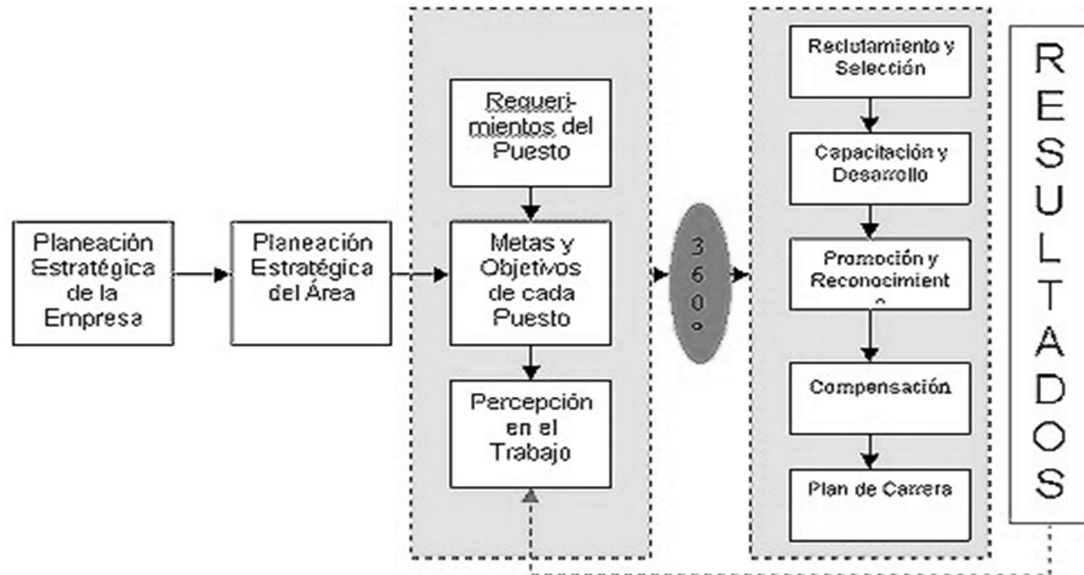 Planeación
Estratégica
de la
Empresa
Planeación
Estratégica
del Área
Requeri-
mientos del
Puesto
Metas y
Objetivos
de cada
Puesto
Percepción
en el
Trabajo
3
6
0
°
Reclutamiento y
Selección
Capacitación y
Desarrollo
Promoción y
Reconocimient
o
Compensación
Plan de Carrera
R
E
S
U
L
T
A
D
O
S